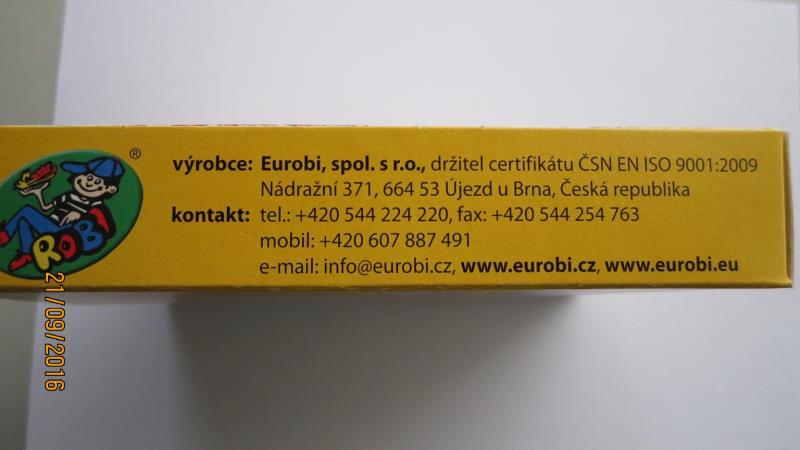 ROBI
®
výrobce: Eurobi, spol. s r.o., držitel certifikátu ČSN EN ISO 9001:2009
Nádražní 371, 664 53 Újezd u Brna, Česká republika
kontakt: tel.: +420 544 224 220, fax: +420 544 254 763
mobil: +420 607 887 491
e-mail: info@eurobi.cz, www.eurobi.cz, www.eurobi.eu
21/09/2016